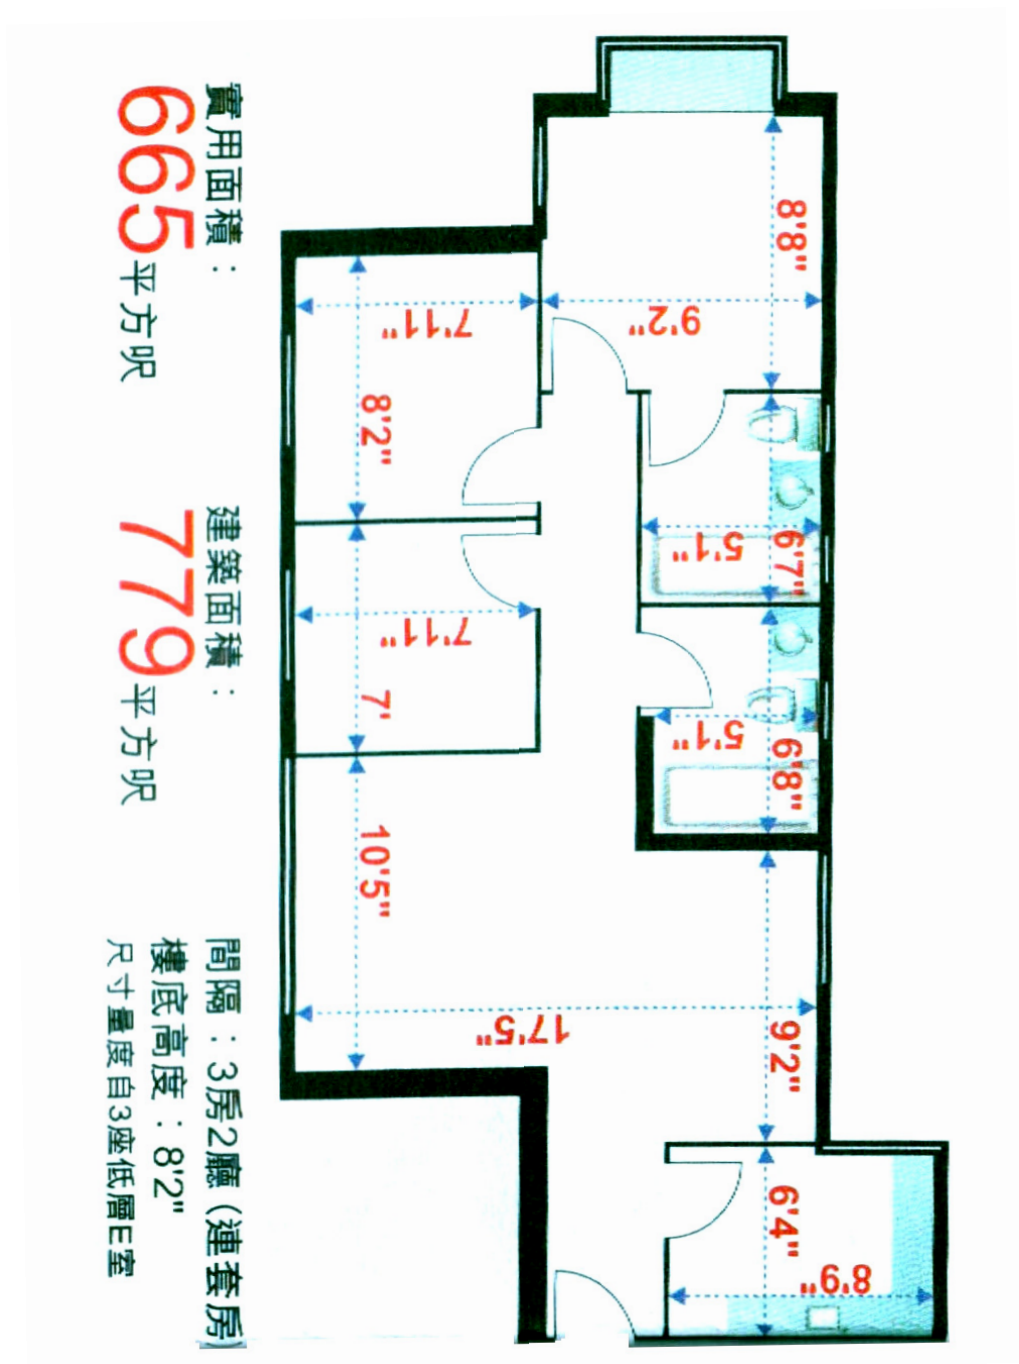 實用面積：
665平方呎
建築面積：
779平方呎
間隔：3房2廳（連套房）
樓底高度：8'2"
尺寸量度自3座低層E室
8'8"
9'2"
7'11"
8'2"
5'1"
6'7"
7'11"
7'
5'1"
6'8"
10'5"
17'5"
9'2"
6'4"
8'9"